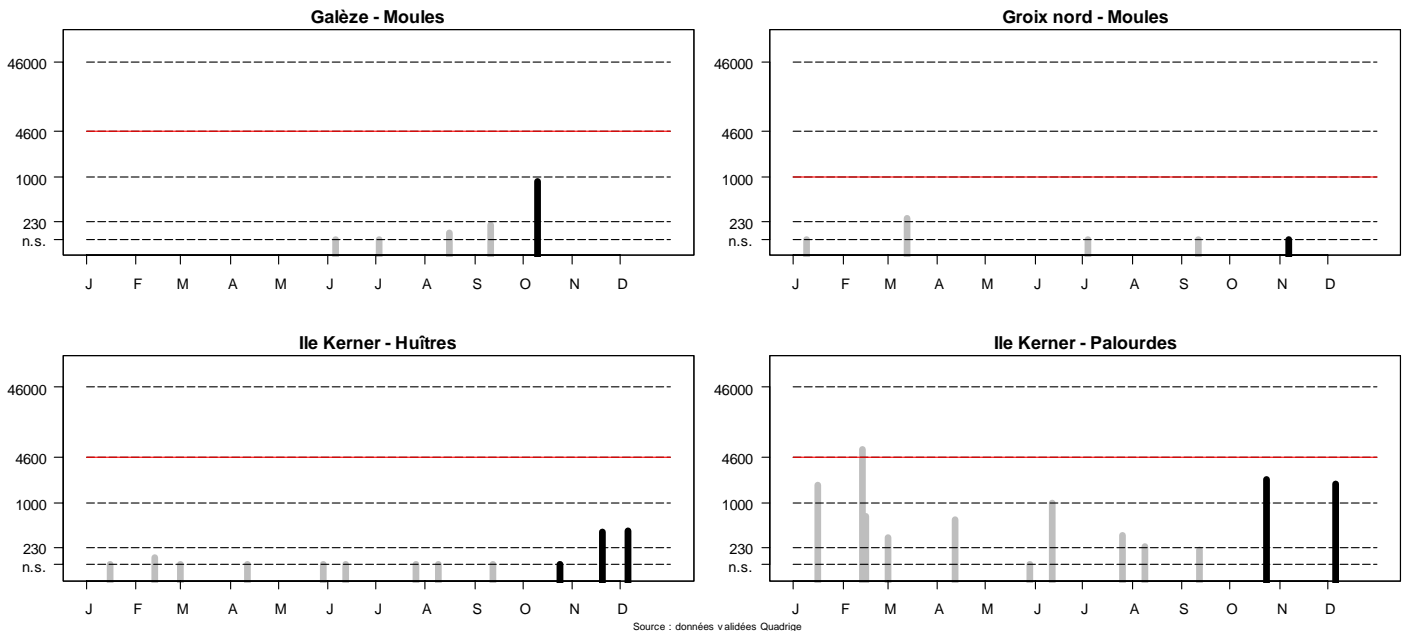 Galèze - Moules
46000
4600
1000
230
n.s.
J F M A M J J A S O N D
Groix nord - Moules
46000
4600
1000
230
n.s.
J F M A M J J A S O N D
Ile Kerner - Huîtres
46000
4600
1000
230
n.s.
J F M A M J J A S O N D
Ile Kerner - Palourdes
46000
4600
1000
230
n.s.
J F M A M J J A S O N D
Source : données validées Quadrige